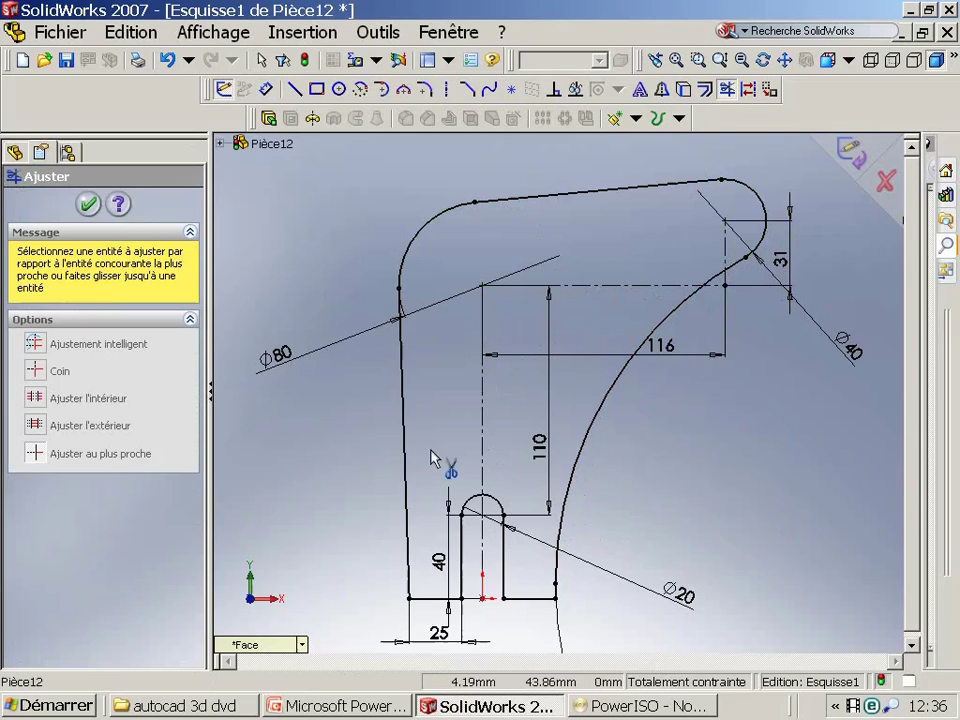 SolidWorks 2007 - [Esquisse1 de Pièce12 *]
Fichier Edition Affichage Insertion Outils Fenêtre ? Recherche SolidWorks
Pièce12
Ajuster
Message
Sélectionnez une entité à ajuster par
rapport à l'entité concourante la plus
proche ou faites glisser jusqu'à une
entité
Options
Ajustement intelligent
Coin
Ajuster l'intérieur
Ajuster l'extérieur
Ajuster au plus proche
31
Ø80
116
Ø40
110
40
Ø20
25
Y
X
*Face
Pièce12 4.19mm 43.86mm 0mm Totalement contrainte Edition: Esquisse1
Démarrer autocad 3d dvd Microsoft Power... SolidWorks 2... PowerISO - No... « 12:36